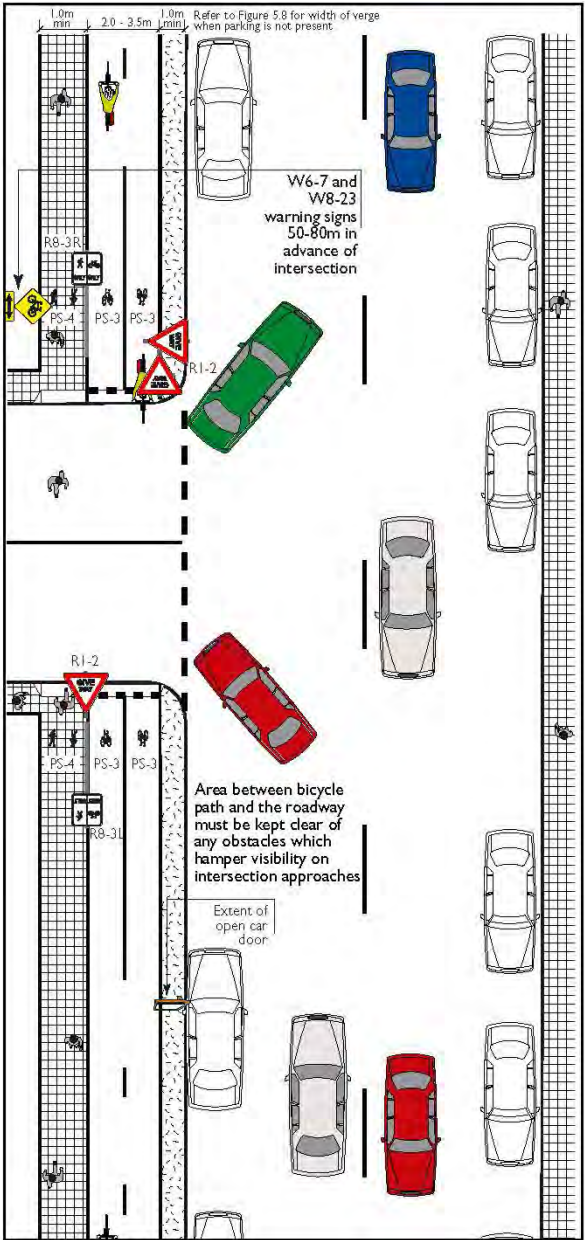 1.0m
min
2.0 - 3.5m
1.0m
min
Refer to Figure 5.8 for width of verge
when parking is not present
W6-7 and
W8-23
warning signs
50-80m in
advance of
intersection
R8-3R
PS-4
PS-3
PS-3
GIVE
WAY
GIVE
WAY
R1-2
R1-2
GIVE
WAY
PS-4
PS-3
PS-3
R8-3L
Area between bicycle
path and the roadway
must be kept clear of
any obstacles which
hamper visibility on
intersection approaches
Extent of
open car
door